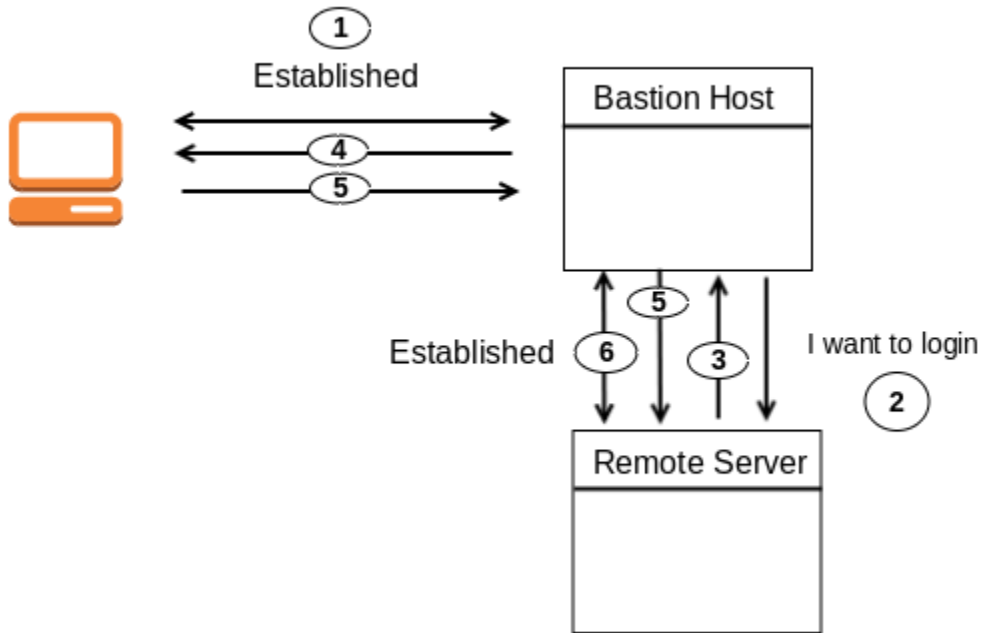 1
Established
Bastion Host
4
5
5
I want to login
Established
6
3
2
Remote Server